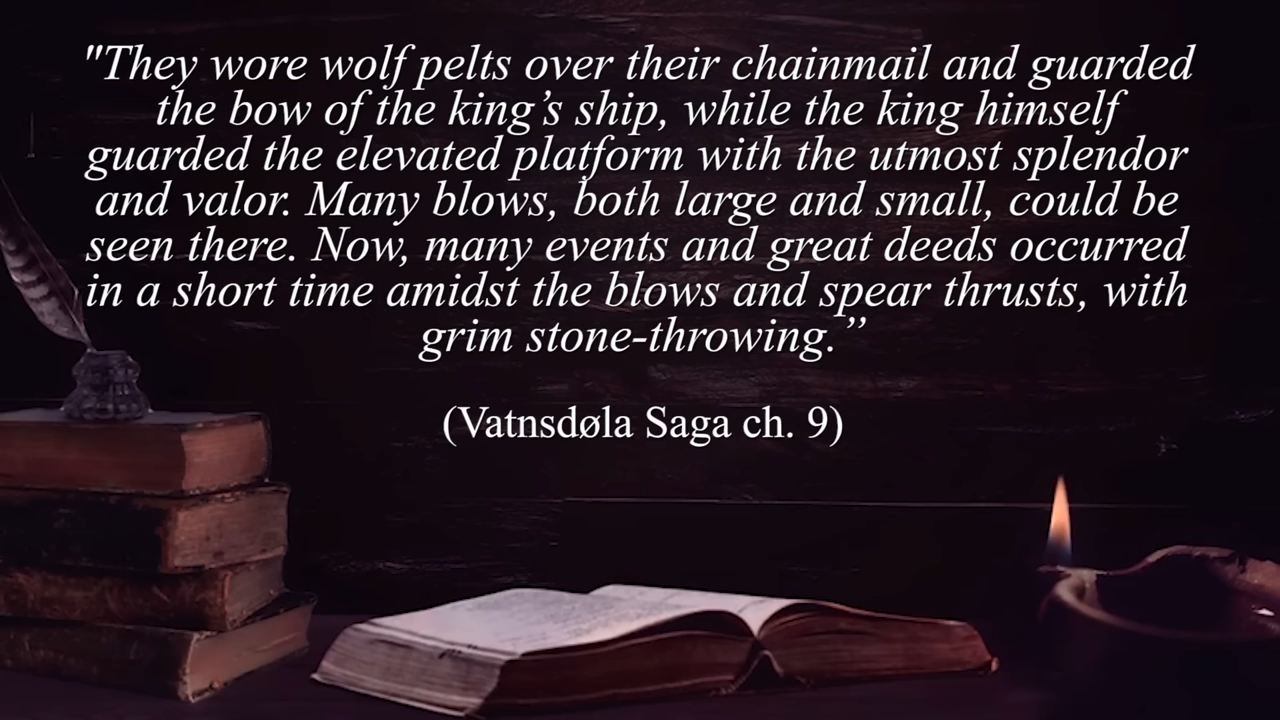 "They wore wolf pelts over their chainmail and guarded
the bow of the king’s ship, while the king himself
guarded the elevated platform with the utmost splendor
and valor. Many blows, both large and small, could be
seen there. Now, many events and great deeds occurred
in a short time amidst the blows and spear thrusts, with
grim stone-throwing.”
(Vatnsdøla Saga ch. 9)